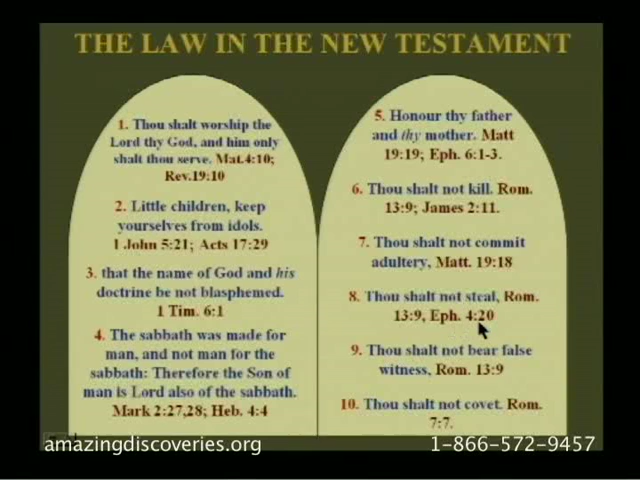 THE LAW IN THE NEW TESTAMENT
1. Thou shalt worship the
Lord thy God, and him only
shalt thou serve. Mat.4:10;
Rev.19:10
2. Little children, keep
yourselves from idols.
1 John 5:21; Acts 17:29
3. that the name of God and his
doctrine be not blasphemed.
1 Tim. 6:1
4. The sabbath was made for
man, and not man for the
sabbath: Therefore the Son of
man is Lord also of the sabbath.
Mark 2:27,28; Heb. 4:4
5. Honour thy father
and thy mother. Matt
19:19; Eph. 6:1-3.
6. Thou shalt not kill. Rom.
13:9; James 2:11.
7. Thou shalt not commit
adultery, Matt. 19:18
8. Thou shalt not steal, Rom.
13:9, Eph. 4:20
9. Thou shalt not bear false
witness, Rom. 13:9
10. Thou shalt not covet. Rom.
7:7.
amazingdiscoveries.org
1-866-572-9457